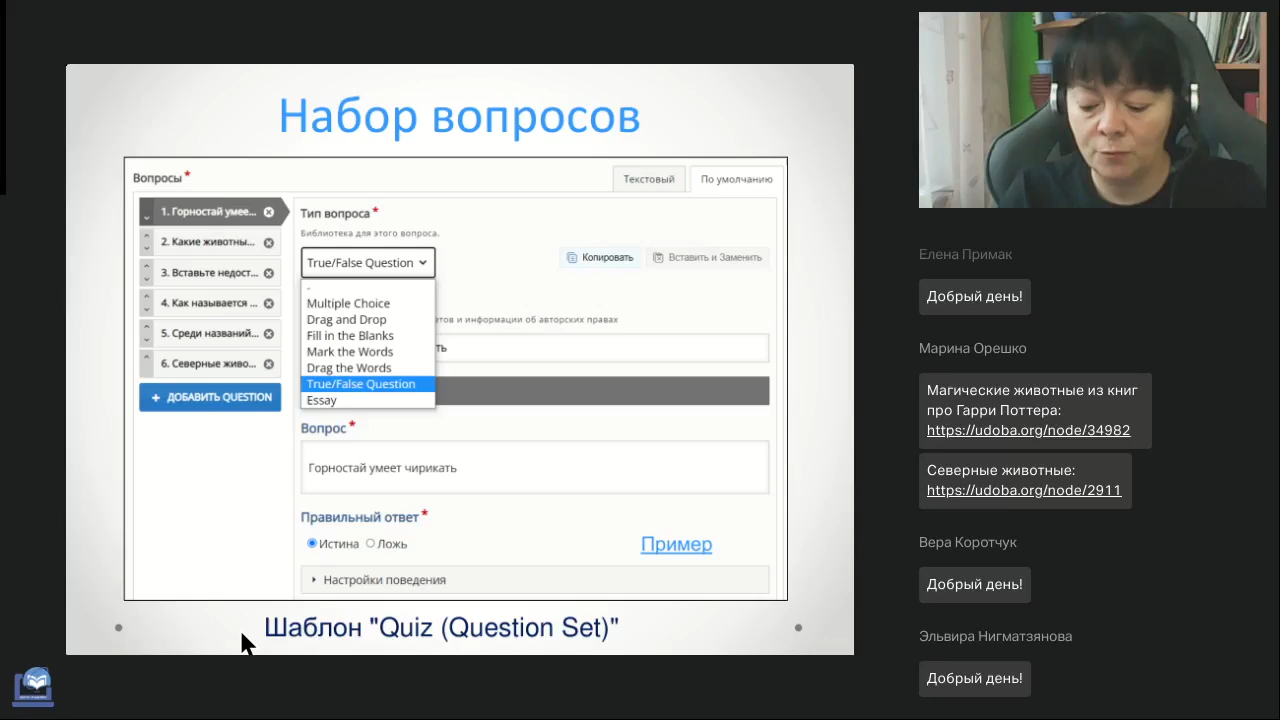 Набор вопросов
Вопросы*
Текстовый
По умолчанию
1. Горностай умее...
2. Какие животны...
3. Вставьте недост...
4. Как называется ...
5. Среди названий...
6. Северные живо...
+ ДОБАВИТЬ QUESTION
Тип вопроса*
Библиотека для этого вопроса.
True/False Question
Копировать
Вставить и Заменить
-
Multiple Choice
Drag and Drop
Fill in the Blanks
Mark the Words
Drag the Words
True/False Question
Essay
етов и информации об авторских правах
ть
Вопрос*
Горностай умеет чирикать
Правильный ответ*
Истина
Ложь
Пример
Настройки поведения
Шаблон "Quiz (Question Set)"
Елена Примак
Добрый день!
Марина Орешко
Магические животные из книг
про Гарри Поттера:
https://udoba.org/node/34982
Северные животные:
https://udoba.org/node/2911
Вера Коротчук
Добрый день!
Эльвира Нигматзянова
Добрый день!